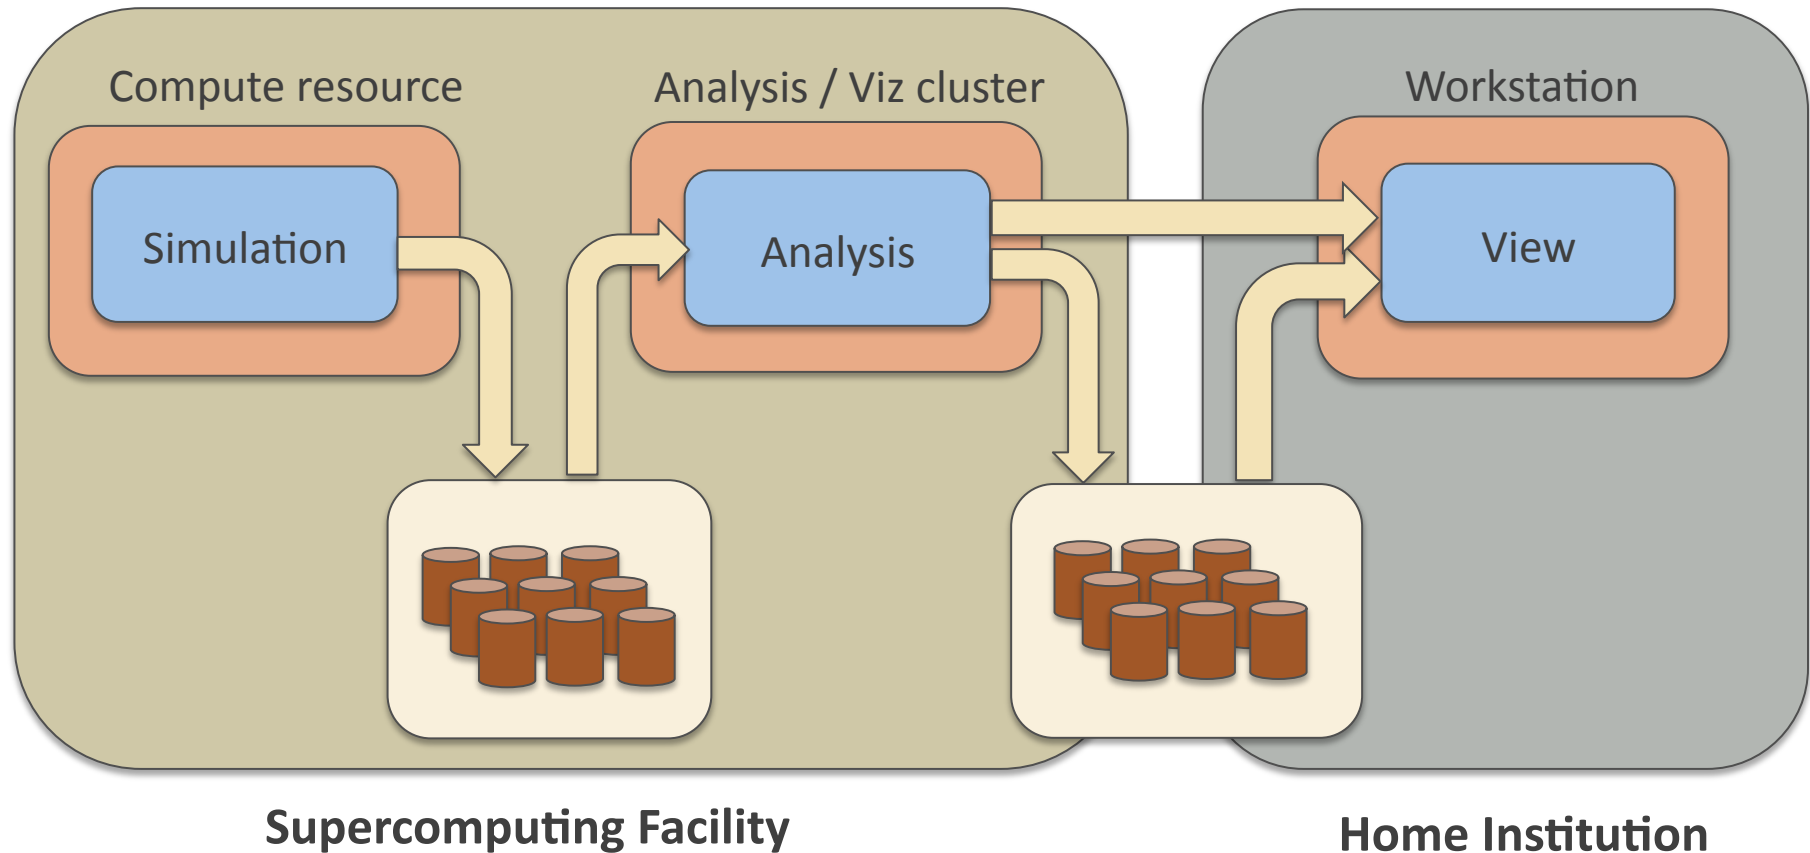 Compute resource
Analysis / Viz cluster
Workstation
Simulation
Analysis
View
Supercomputing Facility
Home Institution